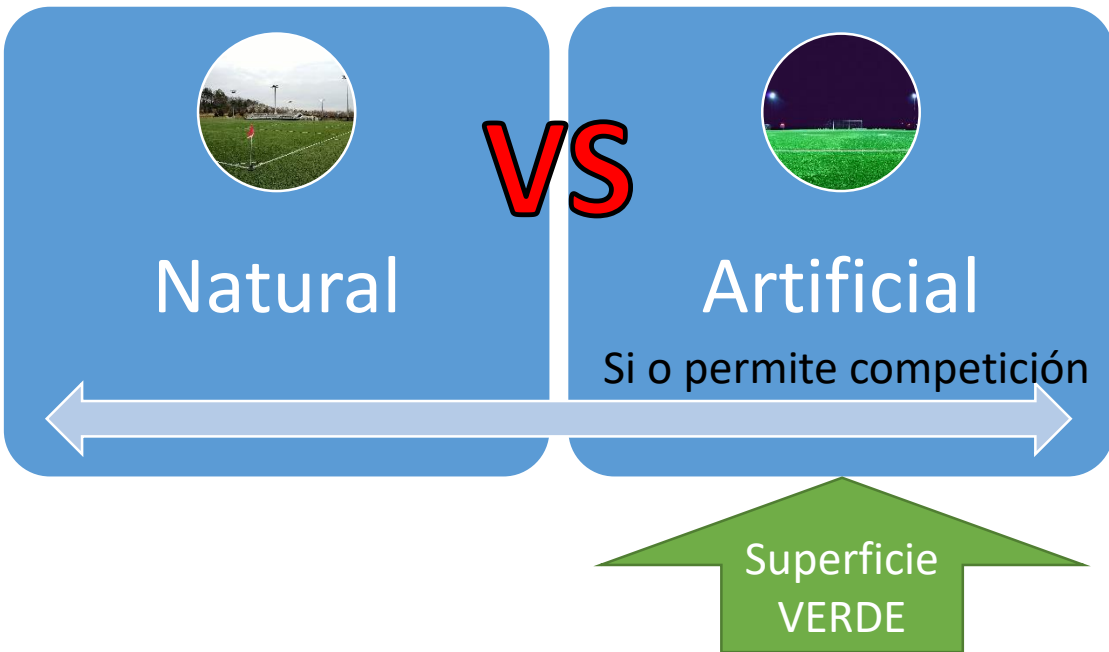 VS
Natural
Artificial
Si o permite competición
Superficie
VERDE